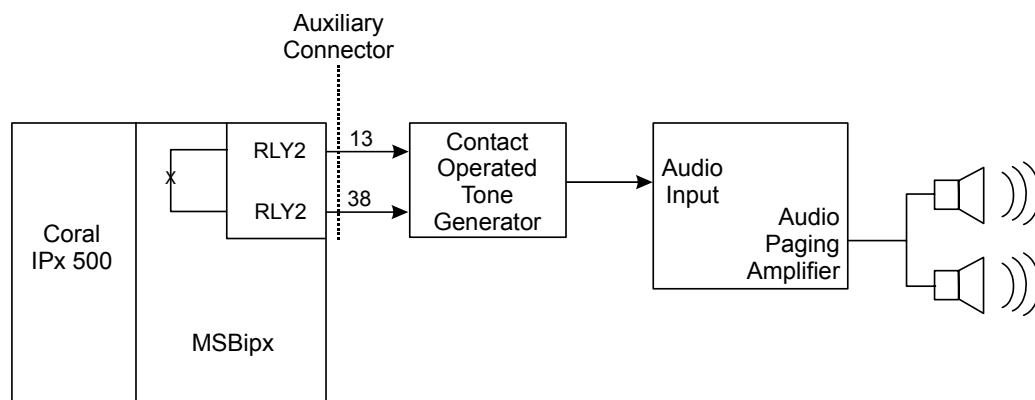 Auxiliary
Connector
Coral
IPx 500
MSBipx
x
RLY2
RLY2
13
38
Contact
Operated
Tone
Generator
Audio
Input
Audio
Paging
Amplifier